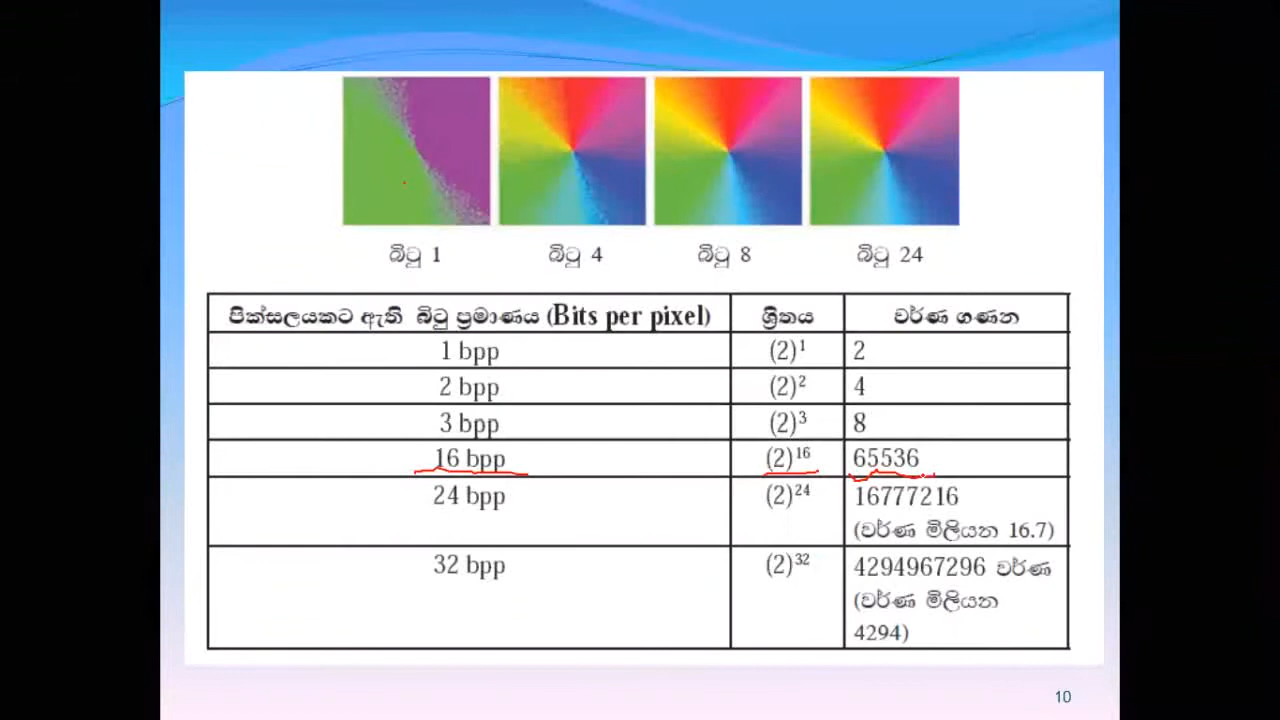 බිටු 1 බිටු 4 බිටු 8 බිටු 24
පික්සලයකට ඇති බිටු ප්‍රමාණය (Bits per pixel) ශ්‍රිතය වර්ණ ගණන
1 bpp (2)¹ 2
2 bpp (2)² 4
3 bpp (2)³ 8
16 bpp (2)¹⁶ 65536
24 bpp (2)²⁴ 16777216
(වර්ණ මිලියන 16.7)
32 bpp (2)³² 4294967296 වර්ණ
(වර්ණ මිලියන
4294)
10